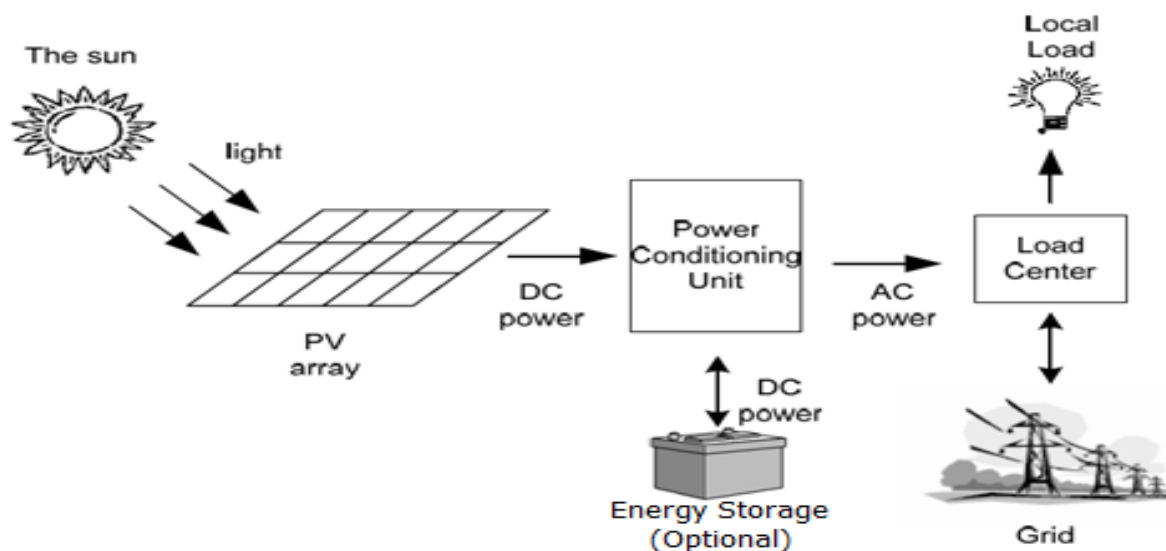 The sun
light
PV
array
DC
power
Power
Conditioning
Unit
DC
power
Energy Storage
(Optional)
AC
power
Local
Load
Load
Center
Grid